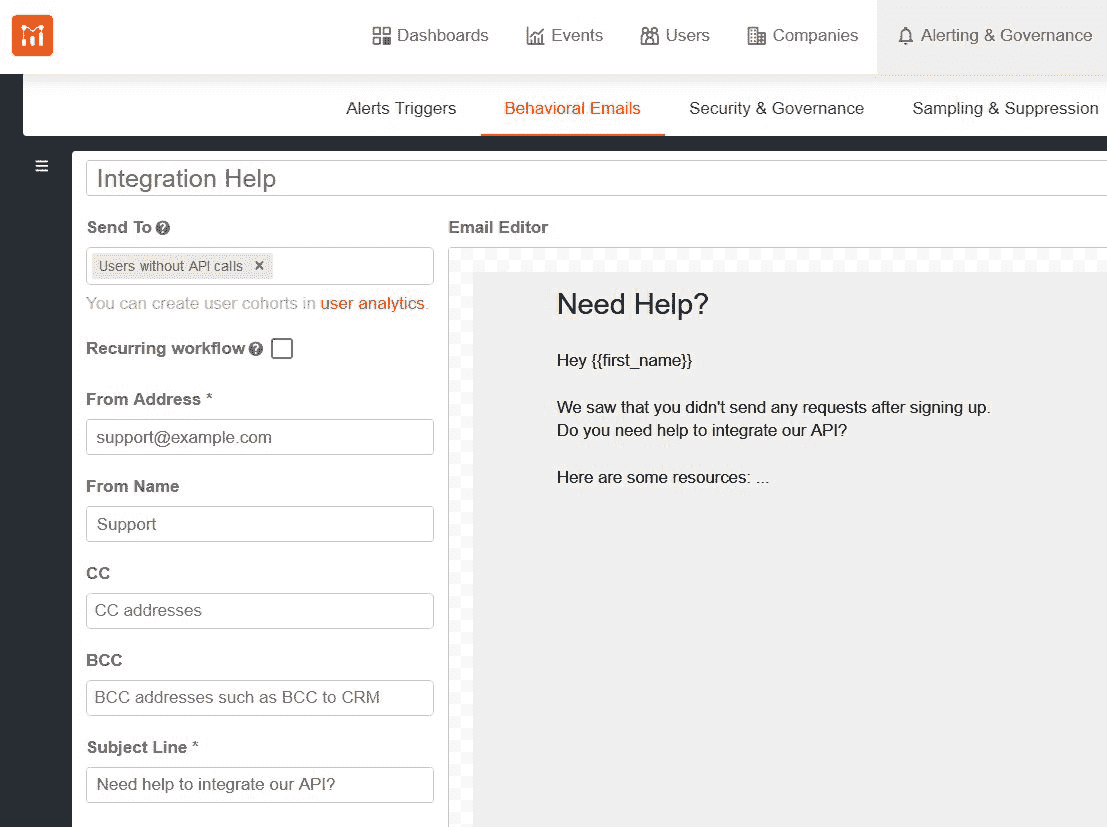 Dashboards
Events
Users
Companies
Alerting & Governance
Alerts Triggers
Behavioral Emails
Security & Governance
Sampling & Suppression
Integration Help
Send To ?
Users without API calls ×
You can create user cohorts in user analytics.
Recurring workflow ?
From Address *
support@example.com
From Name
Support
CC
CC addresses
BCC
BCC addresses such as BCC to CRM
Subject Line *
Need help to integrate our API?
Email Editor
Need Help?
Hey {{first_name}}
We saw that you didn't send any requests after signing up.
Do you need help to integrate our API?
Here are some resources: ...